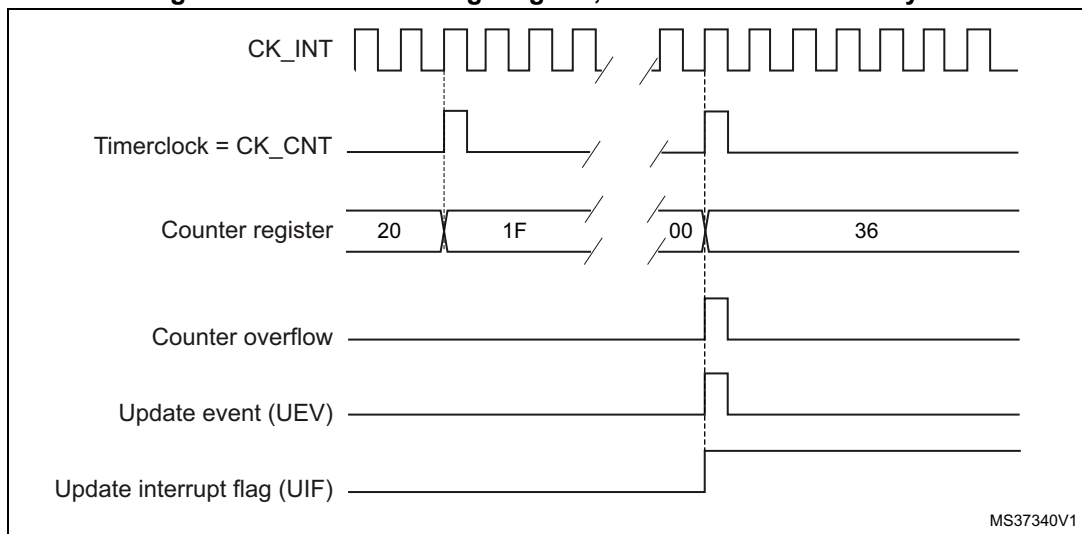 CK_INT
Timerclock = CK_CNT
Counter register 20 1F 00 36
Counter overflow
Update event (UEV)
Update interrupt flag (UIF)
MS37340V1